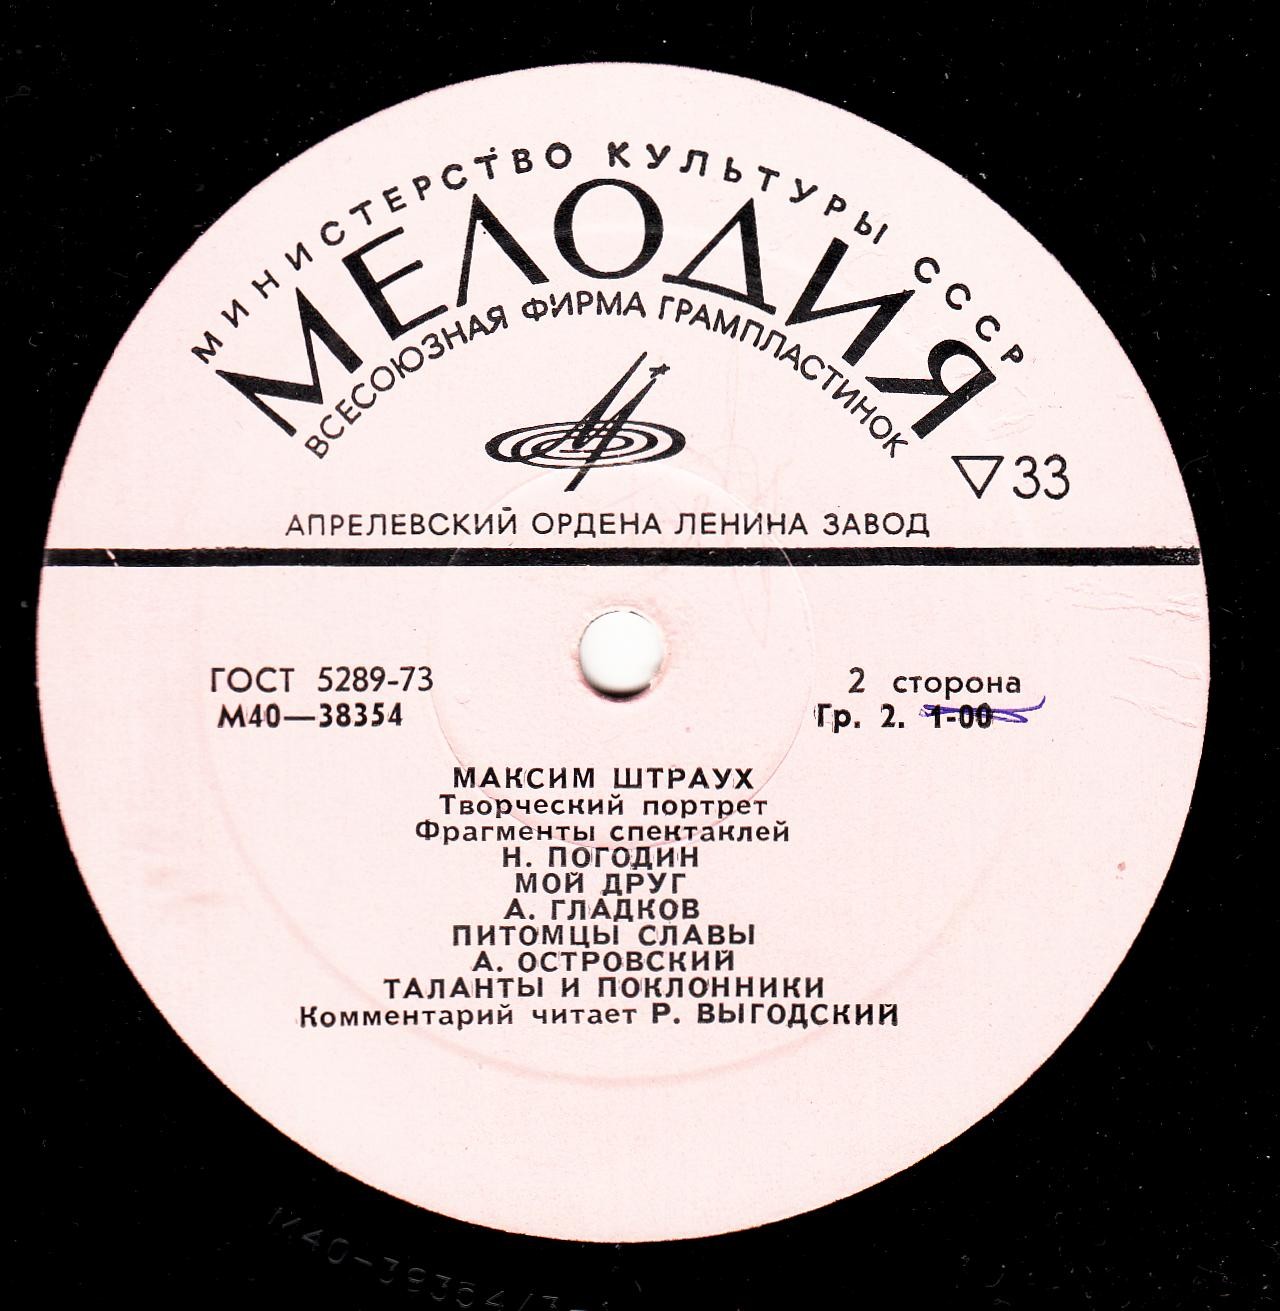 МИНИСТЕРСТВО КУЛЬТУРЫ СССР
МЕЛОДИЯ
ВСЕСОЮЗНАЯ ФИРМА ГРАМПЛАСТИНОК
▽33
АПРЕЛЕВСКИЙ ОРДЕНА ЛЕНИНА ЗАВОД
ГОСТ 5289-73
2 сторона
М40—38354
Гр. 2. 1-00
МАКСИМ ШТРАУХ
Творческий портрет
Фрагменты спектаклей
Н. ПОГОДИН
МОЙ ДРУГ
А. ГЛАДКОВ
ПИТОМЦЫ СЛАВЫ
А. ОСТРОВСКИЙ
ТАЛАНТЫ И ПОКЛОННИКИ
Комментарий читает Р. ВЫГОДСКИЙ